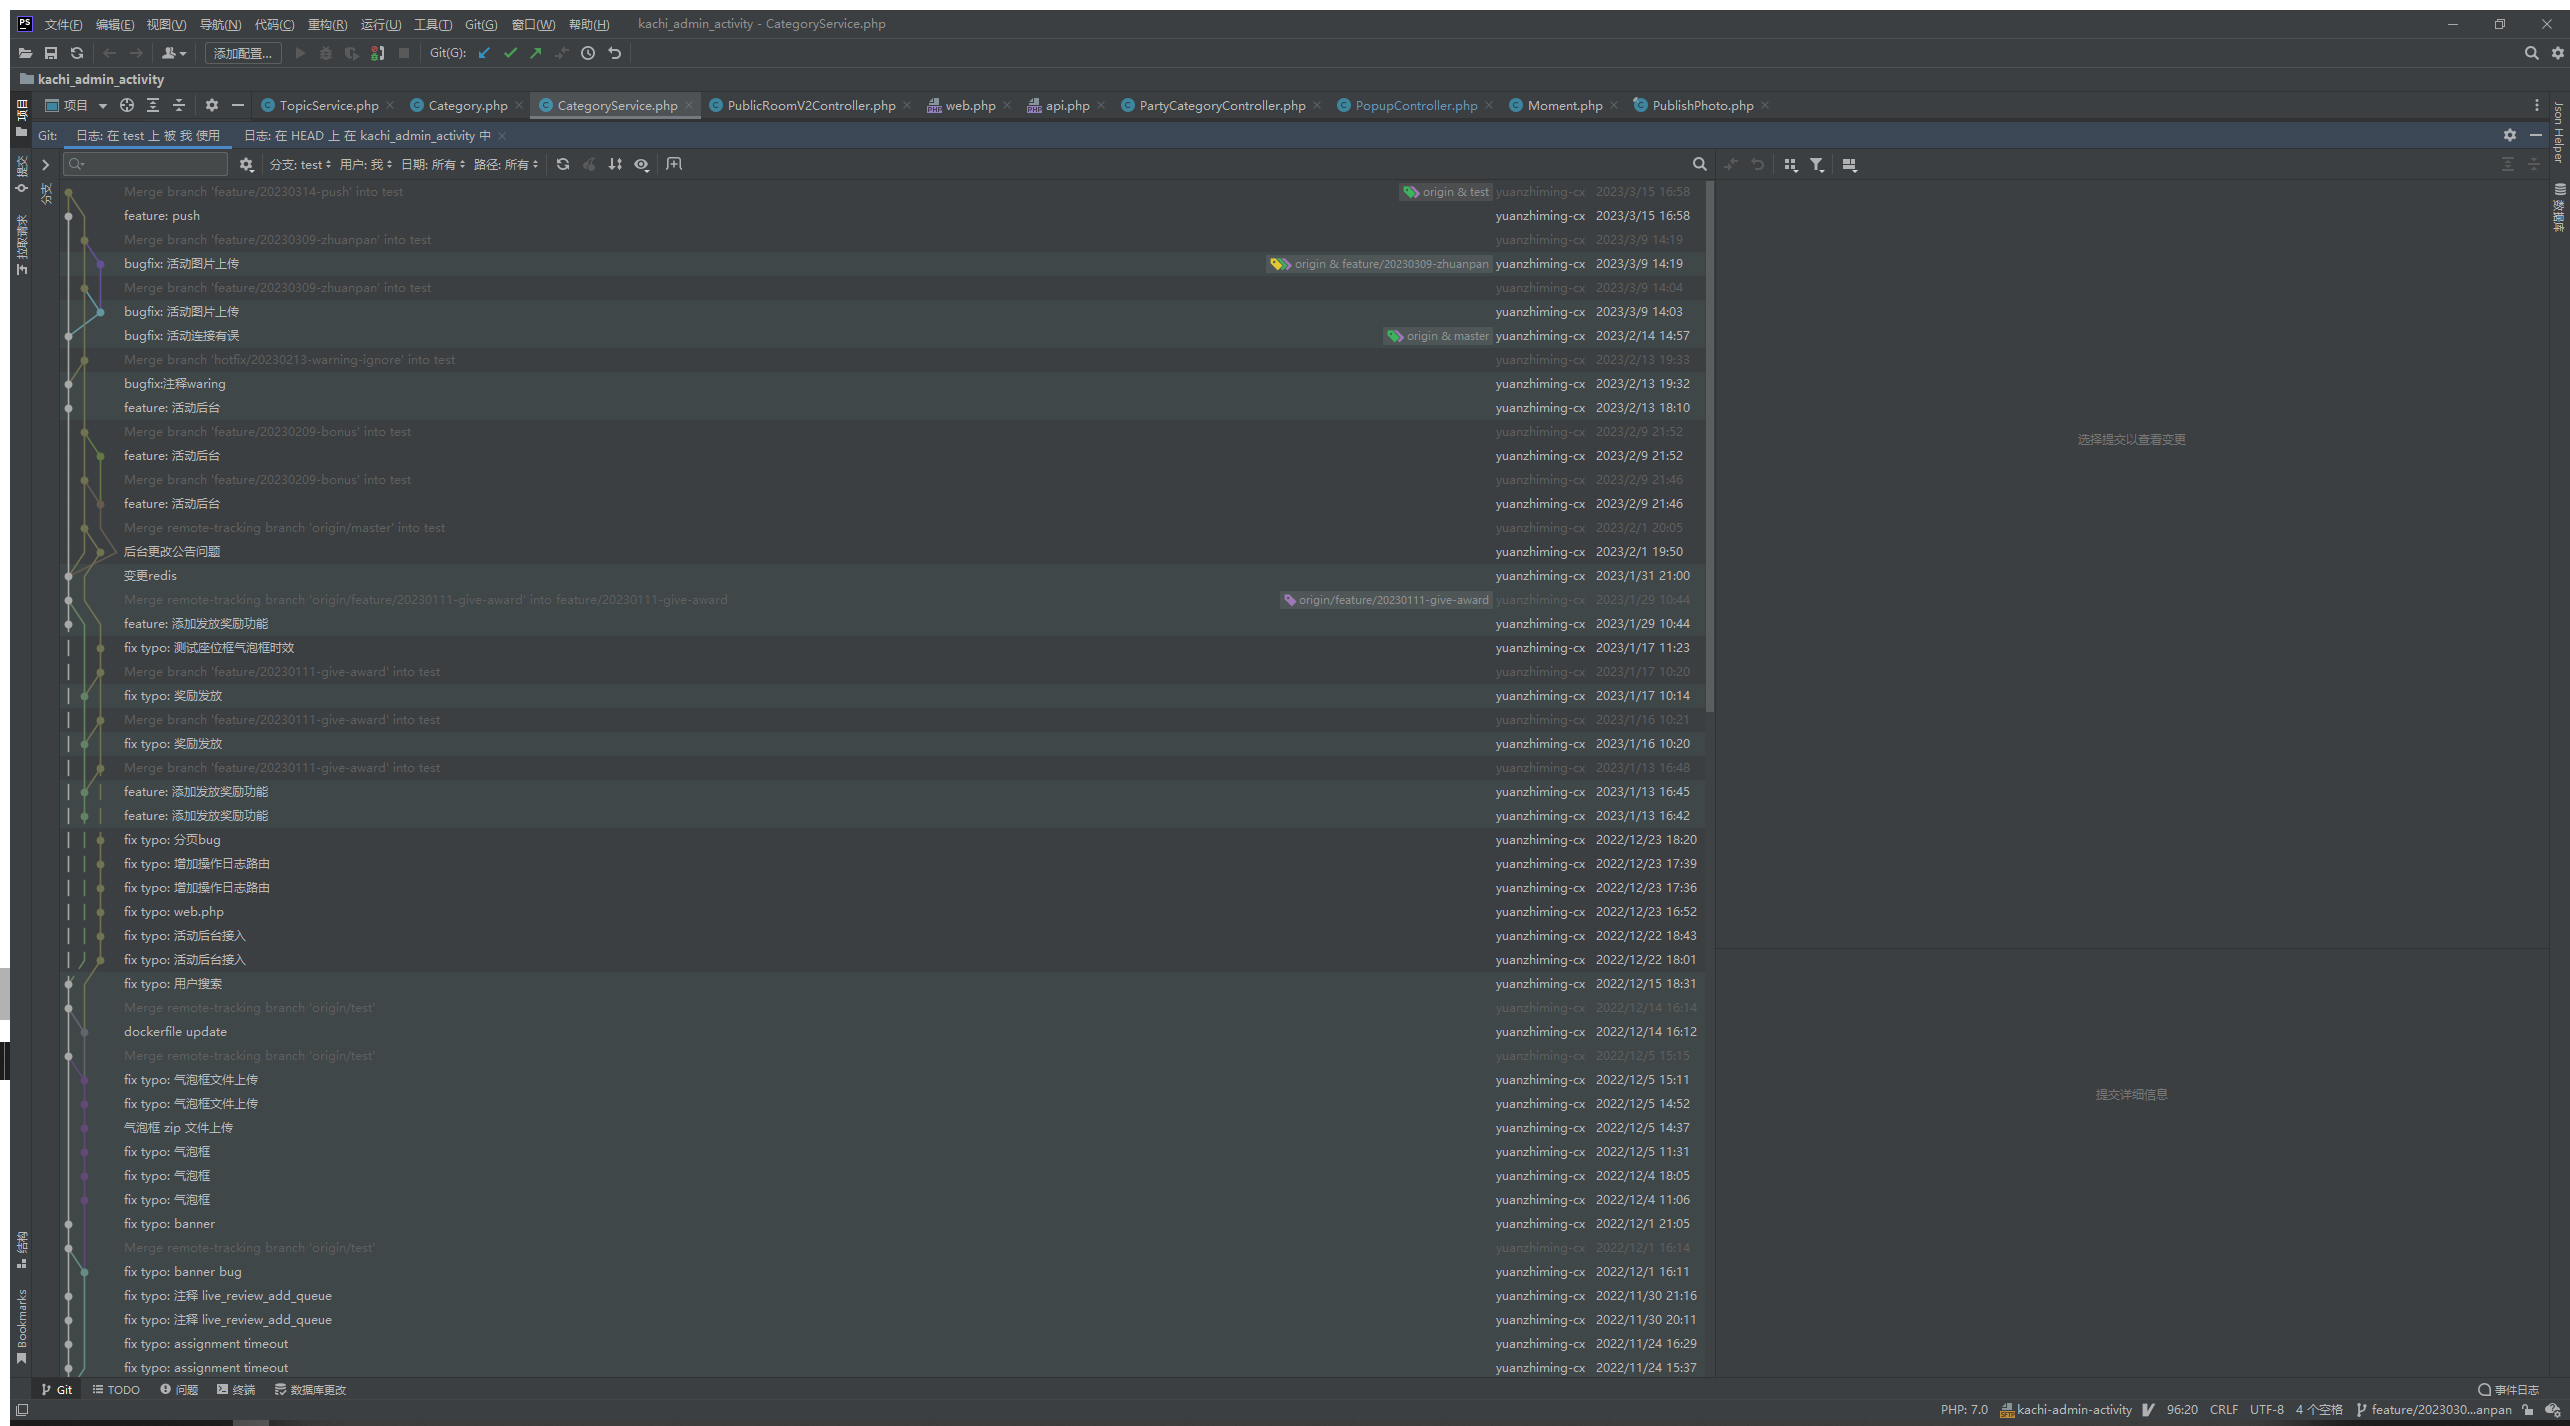 PS 文件(F) 编辑(E) 视图(V) 导航(N) 代码(C) 重构(R) 运行(U) 工具(T) Git(G) 窗口(W) 帮助(H) kachi_admin_activity - CategoryService.php
添加配置... Git(G):
kachi_admin_activity
项目 TopicService.php Category.php CategoryService.php PublicRoomV2Controller.php web.php api.php PartyCategoryController.php PopupController.php Moment.php PublishPhoto.php
Git: 日志: 在 test 上 被 我 使用 日志: 在 HEAD 上 在 kachi_admin_activity 中
分支: test 用户: 我 日期: 所有 路径: 所有
Merge branch 'feature/20230314-push' into test origin & test yuanzhiming-cx 2023/3/15 16:58
feature: push yuanzhiming-cx 2023/3/15 16:58
Merge branch 'feature/20230309-zhuanpan' into test yuanzhiming-cx 2023/3/9 14:19
bugfix: 活动图片上传 origin & feature/20230309-zhuanpan yuanzhiming-cx 2023/3/9 14:19
Merge branch 'feature/20230309-zhuanpan' into test yuanzhiming-cx 2023/3/9 14:04
bugfix: 活动图片上传 yuanzhiming-cx 2023/3/9 14:03
bugfix: 活动连接有误 origin & master yuanzhiming-cx 2023/2/14 14:57
Merge branch 'hotfix/20230213-warning-ignore' into test yuanzhiming-cx 2023/2/13 19:33
bugfix:注释waring yuanzhiming-cx 2023/2/13 19:32
feature: 活动后台 yuanzhiming-cx 2023/2/13 18:10
Merge branch 'feature/20230209-bonus' into test yuanzhiming-cx 2023/2/9 21:52
feature: 活动后台 yuanzhiming-cx 2023/2/9 21:52
Merge branch 'feature/20230209-bonus' into test yuanzhiming-cx 2023/2/9 21:46
feature: 活动后台 yuanzhiming-cx 2023/2/9 21:46
Merge remote-tracking branch 'origin/master' into test yuanzhiming-cx 2023/2/1 20:05
后台更改公告问题 yuanzhiming-cx 2023/2/1 19:50
变更redis yuanzhiming-cx 2023/1/31 21:00
Merge remote-tracking branch 'origin/feature/20230111-give-award' into feature/20230111-give-award origin/feature/20230111-give-award yuanzhiming-cx 2023/1/29 10:44
feature: 添加发放奖励功能 yuanzhiming-cx 2023/1/29 10:44
fix typo: 测试座位框气泡框时效 yuanzhiming-cx 2023/1/17 11:23
Merge branch 'feature/20230111-give-award' into test yuanzhiming-cx 2023/1/17 10:20
fix typo: 奖励发放 yuanzhiming-cx 2023/1/17 10:14
Merge branch 'feature/20230111-give-award' into test yuanzhiming-cx 2023/1/16 10:21
fix typo: 奖励发放 yuanzhiming-cx 2023/1/16 10:20
Merge branch 'feature/20230111-give-award' into test yuanzhiming-cx 2023/1/13 16:48
feature: 添加发放奖励功能 yuanzhiming-cx 2023/1/13 16:45
feature: 添加发放奖励功能 yuanzhiming-cx 2023/1/13 16:42
fix typo: 分页bug yuanzhiming-cx 2022/12/23 18:20
fix typo: 增加操作日志路由 yuanzhiming-cx 2022/12/23 17:39
fix typo: 增加操作日志路由 yuanzhiming-cx 2022/12/23 17:36
fix typo: web.php yuanzhiming-cx 2022/12/23 16:52
fix typo: 活动后台接入 yuanzhiming-cx 2022/12/22 18:43
fix typo: 活动后台接入 yuanzhiming-cx 2022/12/22 18:01
fix typo: 用户搜索 yuanzhiming-cx 2022/12/15 18:31
Merge remote-tracking branch 'origin/test' yuanzhiming-cx 2022/12/14 16:14
dockerfile update yuanzhiming-cx 2022/12/14 16:12
Merge remote-tracking branch 'origin/test' yuanzhiming-cx 2022/12/5 15:15
fix typo: 气泡框文件上传 yuanzhiming-cx 2022/12/5 15:11
fix typo: 气泡框文件上传 yuanzhiming-cx 2022/12/5 14:52
气泡框 zip 文件上传 yuanzhiming-cx 2022/12/5 14:37
fix typo: 气泡框 yuanzhiming-cx 2022/12/5 11:31
fix typo: 气泡框 yuanzhiming-cx 2022/12/4 18:05
fix typo: 气泡框 yuanzhiming-cx 2022/12/4 11:06
fix typo: banner yuanzhiming-cx 2022/12/1 21:05
Merge remote-tracking branch 'origin/test' yuanzhiming-cx 2022/12/1 16:14
fix typo: banner bug yuanzhiming-cx 2022/12/1 16:11
fix typo: 注释 live_review_add_queue yuanzhiming-cx 2022/11/30 21:16
fix typo: 注释 live_review_add_queue yuanzhiming-cx 2022/11/30 20:11
fix typo: assignment timeout yuanzhiming-cx 2022/11/24 16:29
fix typo: assignment timeout yuanzhiming-cx 2022/11/24 15:37
选择提交以查看变更
提交详细信息
项目
提交
拉取请求
分支
结构
Bookmarks
Json Helper
数据库
Git TODO 问题 终端 数据库更改 事件日志
PHP: 7.0 kachi-admin-activity 96:20 CRLF UTF-8 4 个空格 feature/2023030...anpan